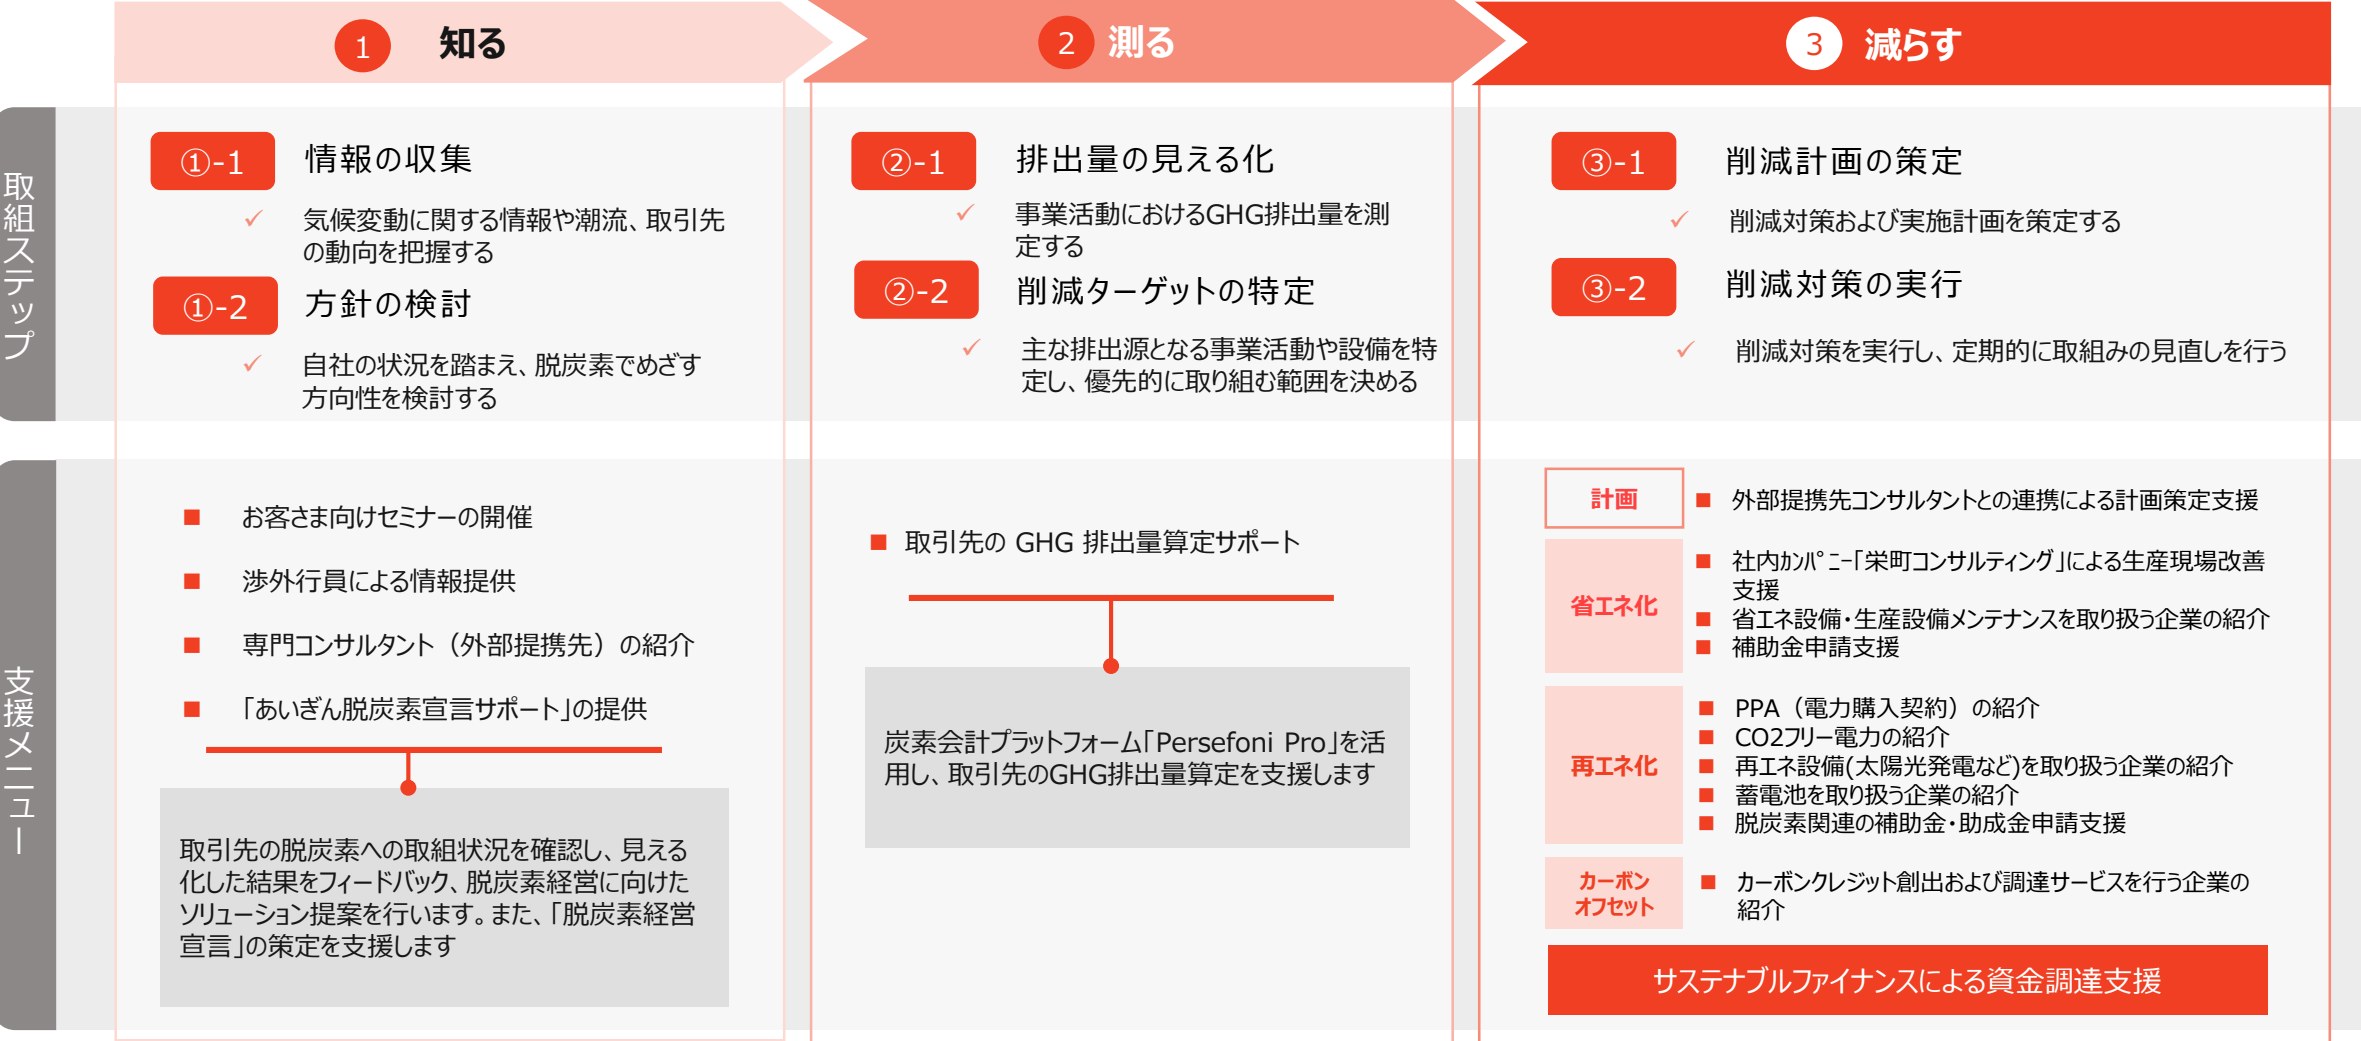 1 知る
2 測る
3 減らす
取組ステップ
①-1 情報の収集
✓ 気候変動に関する情報や潮流、取引先
の動向を把握する
①-2 方針の検討
✓ 自社の状況を踏まえ、脱炭素でめざす
方向性を検討する
②-1 排出量の見える化
✓ 事業活動におけるGHG排出量を測
定する
②-2 削減ターゲットの特定
✓ 主な排出源となる事業活動や設備を特
定し、優先的に取り組む範囲を決める
③-1 削減計画の策定
✓ 削減対策および実施計画を策定する
③-2 削減対策の実行
✓ 削減対策を実行し、定期的に取組みの見直しを行う
支援メニュー
■ お客さま向けセミナーの開催
■ 渉外行員による情報提供
■ 専門コンサルタント（外部提携先）の紹介
■ 「あいぎん脱炭素宣言サポート」の提供
取引先の脱炭素への取組状況を確認し、見える
化した結果をフィードバック、脱炭素経営に向けた
ソリューション提案を行います。また、「脱炭素経営
宣言」の策定を支援します
■ 取引先の GHG 排出量算定サポート
炭素会計プラットフォーム「Persefoni Pro」を活
用し、取引先のGHG排出量算定を支援します
計画
■ 外部提携先コンサルタントとの連携による計画策定支援
省エネ化
■ 社内ｶﾝﾊﾟﾆｰ「栄町コンサルティング」による生産現場改善
支援
■ 省エネ設備・生産設備メンテナンスを取り扱う企業の紹介
■ 補助金申請支援
再エネ化
■ PPA（電力購入契約）の紹介
■ CO2フリー電力の紹介
■ 再エネ設備(太陽光発電など)を取り扱う企業の紹介
■ 蓄電池を取り扱う企業の紹介
■ 脱炭素関連の補助金・助成金申請支援
カーボン
オフセット
■ カーボンクレジット創出および調達サービスを行う企業の
紹介
サステナブルファイナンスによる資金調達支援